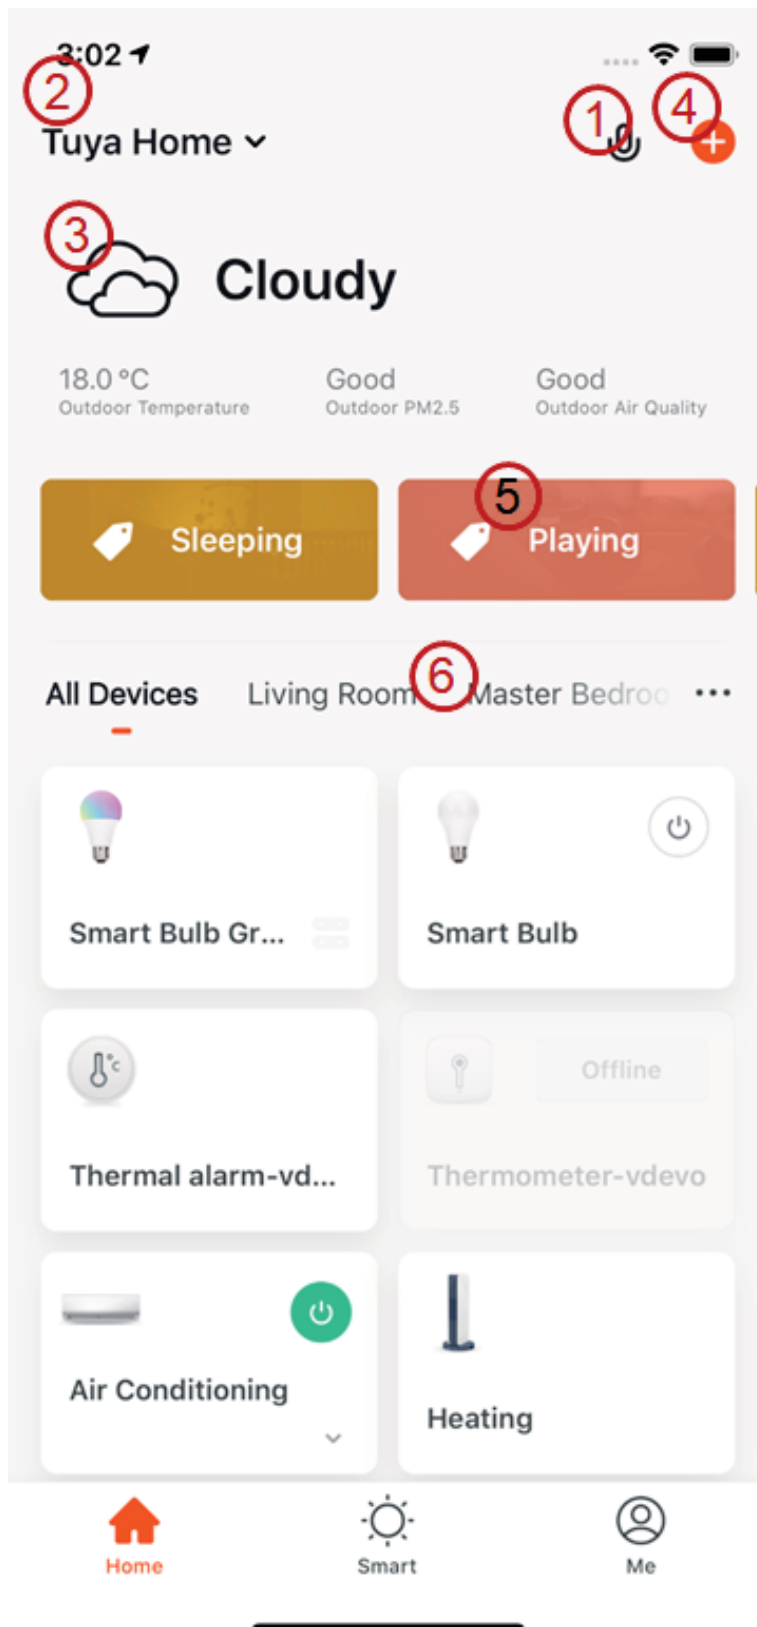 3:02
2
1
4
Tuya Home
3
Cloudy
18.0 °C Good Good
Outdoor Temperature Outdoor PM2.5 Outdoor Air Quality
5
Sleeping Playing
6
All Devices Living Room Master Bedroo ...
Smart Bulb Gr... Smart Bulb
°C Offline
Thermal alarm-vd... Thermometer-vdevo
Air Conditioning
Heating
Home Smart Me